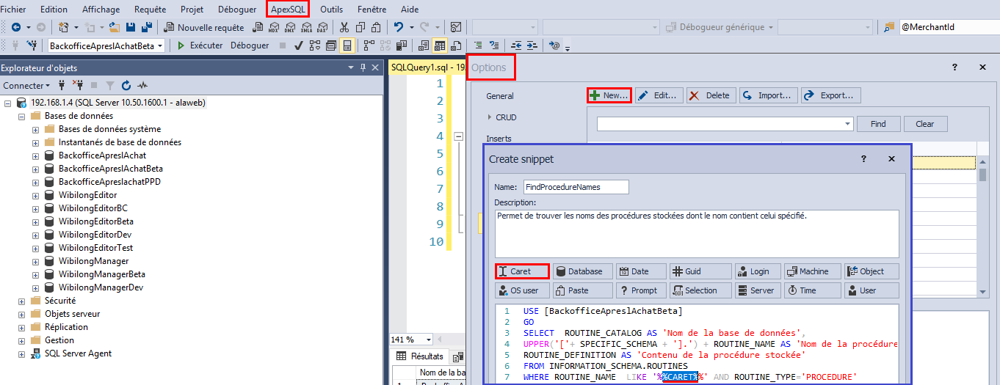 Fichier Edition Affichage Requête Projet Déboguer ApexSQL Outils Fenêtre Aide
Nouvelle requête MDX DMX XMLA DAX Débogueur générique @MerchantId
BackofficeApreslAchatBeta Exécuter Déboguer
Explorateur d'objets
Connecter
192.168.1.4 (SQL Server 10.50.1600.1 - alaweb)
Bases de données
Bases de données système
Instantanés de base de données
BackofficeApreslAchat
BackofficeApreslAchatBeta
BackofficeApreslachatPPD
WibilongEditor
WibilongEditorBC
WibilongEditorBeta
WibilongEditorDev
WibilongEditorTest
WibilongManager
WibilongManagerBeta
WibilongManagerDev
Sécurité
Objets serveur
Réplication
Gestion
SQL Server Agent
SQLQuery1.sql - 19
1
2
3
4
5
6
7
8
9
10
141 %
Résultats
Nom de la ba
1
Options ?
General
CRUD
Inserts
New... Edit... Delete Import... Export...
Find Clear
Create snippet ?
Name: FindProcedureNames
Description:
Permet de trouver les noms des procédures stockées dont le nom contient celui spécifié.
Caret Database Date Guid Login Machine Object
OS user Paste Prompt Selection Server Time User
1 USE [BackofficeApreslAchatBeta]
2 GO
3 SELECT ROUTINE_CATALOG AS 'Nom de la base de données',
4 UPPER('['+ SPECIFIC_SCHEMA + '].') + ROUTINE_NAME AS 'Nom de la procédure
5 ROUTINE_DEFINITION AS 'Contenu de la procédure stockée'
6 FROM INFORMATION_SCHEMA.ROUTINES
7 WHERE ROUTINE_NAME LIKE '%%CARET%%' AND ROUTINE_TYPE='PROCEDURE'